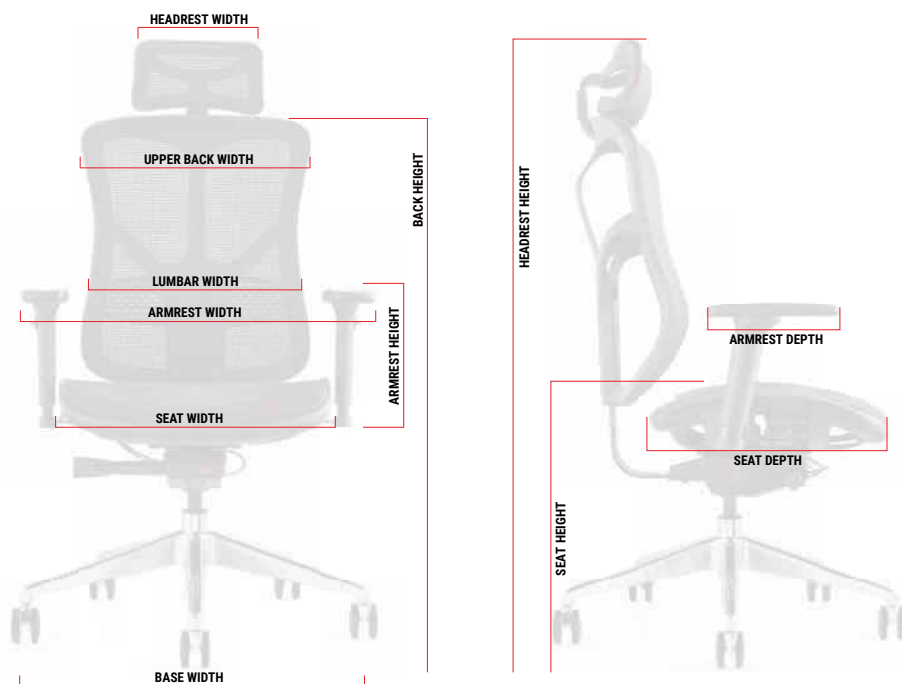 HEADREST WIDTH
UPPER BACK WIDTH
BACK HEIGHT
LUMBAR WIDTH
ARMREST WIDTH
ARMREST HEIGHT
SEAT WIDTH
BASE WIDTH
HEADREST HEIGHT
ARMREST DEPTH
SEAT DEPTH
SEAT HEIGHT